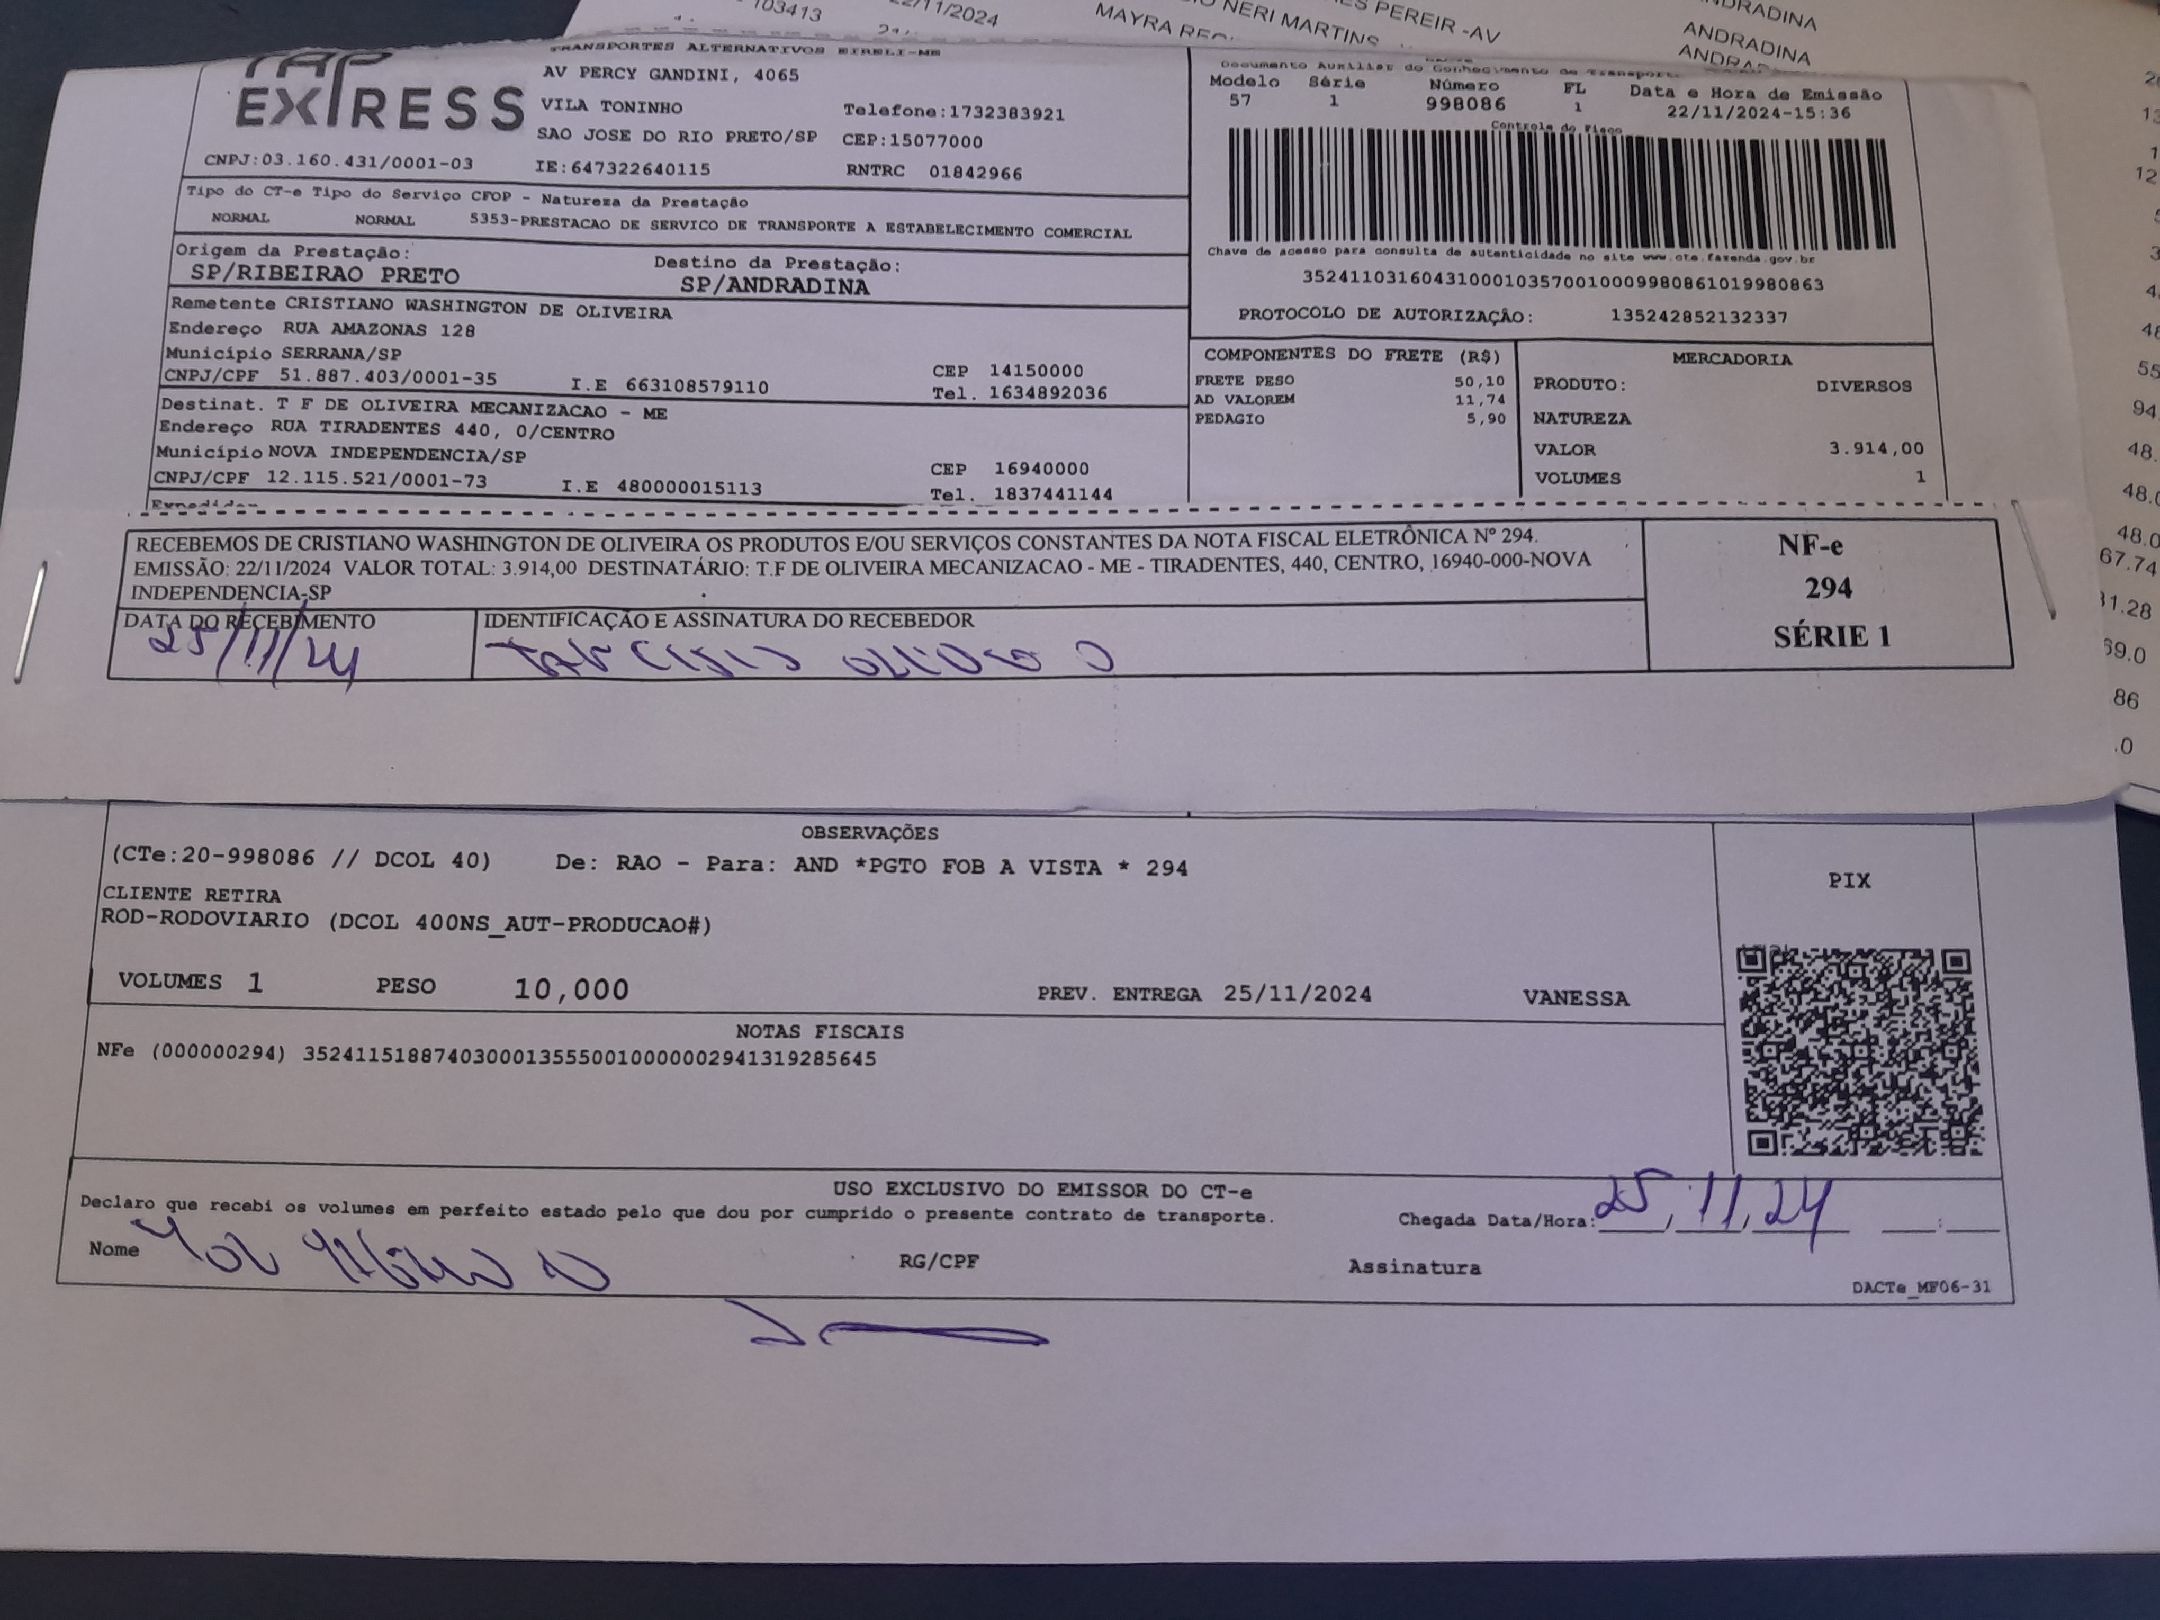 103413
22/11/2024
NERI MARTINS
PEREIR -AV
MAYRA
ANDRADINA
ANDRADINA
TRANSPORTES ALTERNATIVOS EIRELI-ME
EXPRESS
AV PERCY GANDINI, 4065
VILA TONINHO
Telefone:1732383921
SAO JOSE DO RIO PRETO/SP CEP:15077000
CNPJ:03.160.431/0001-03 IE:647322640115 RNTRC 01842966
Tipo do CT-e Tipo do Serviço CFOP - Natureza da Prestação
NORMAL NORMAL 5353-PRESTACAO DE SERVICO DE TRANSPORTE A ESTABELECIMENTO COMERCIAL
Origem da Prestação: Destino da Prestação:
SP/RIBEIRAO PRETO SP/ANDRADINA
Remetente CRISTIANO WASHINGTON DE OLIVEIRA
Endereço RUA AMAZONAS 128
Município SERRANA/SP CEP 14150000
CNPJ/CPF 51.887.403/0001-35 I.E 663108579110 Tel. 1634892036
Destinat. T F DE OLIVEIRA MECANIZACAO - ME
Endereço RUA TIRADENTES 440, 0/CENTRO
Município NOVA INDEPENDENCIA/SP CEP 16940000
CNPJ/CPF 12.115.521/0001-73 I.E 480000015113 Tel. 1837441144
Documento Auxiliar do Conhecimento de Transporte
Modelo Série Número FL Data e Hora de Emissão
57 1 998086 1 22/11/2024-15:36
Controle do Fisco
Chave de acesso para consulta de autenticidade no site www.cte.fazenda.gov.br
35241103160431000103570010009980861019980863
PROTOCOLO DE AUTORIZAÇÃO: 135242852132337
COMPONENTES DO FRETE (R$)
FRETE PESO 50,10
AD VALOREM 11,74
PEDAGIO 5,90
MERCADORIA
PRODUTO: DIVERSOS
NATUREZA
VALOR 3.914,00
VOLUMES 1
RECEBEMOS DE CRISTIANO WASHINGTON DE OLIVEIRA OS PRODUTOS E/OU SERVIÇOS CONSTANTES DA NOTA FISCAL ELETRÔNICA Nº 294.
EMISSÃO: 22/11/2024 VALOR TOTAL: 3.914,00 DESTINATÁRIO: T.F DE OLIVEIRA MECANIZACAO - ME - TIRADENTES, 440, CENTRO, 16940-000-NOVA
INDEPENDENCIA-SP
NF-e
294
SÉRIE 1
DATA DO RECEBIMENTO IDENTIFICAÇÃO E ASSINATURA DO RECEBEDOR
25/11/24
48.0
67.74
31.28
69.0
86
.0
OBSERVAÇÕES
(CTe:20-998086 // DCOL 40) De: RAO - Para: AND *PGTO FOB A VISTA * 294
CLIENTE RETIRA
ROD-RODOVIARIO (DCOL 400NS_AUT-PRODUCAO#)
VOLUMES 1 PESO 10,000 PREV. ENTREGA 25/11/2024 VANESSA
PIX
NOTAS FISCAIS
NFe (000000294) 35241151887403000135550010000002941319285645
USO EXCLUSIVO DO EMISSOR DO CT-e
Declaro que recebi os volumes em perfeito estado pelo que dou por cumprido o presente contrato de transporte.
Chegada Data/Hora: 25/11/24
Nome RG/CPF Assinatura
DACTe_MF06-31